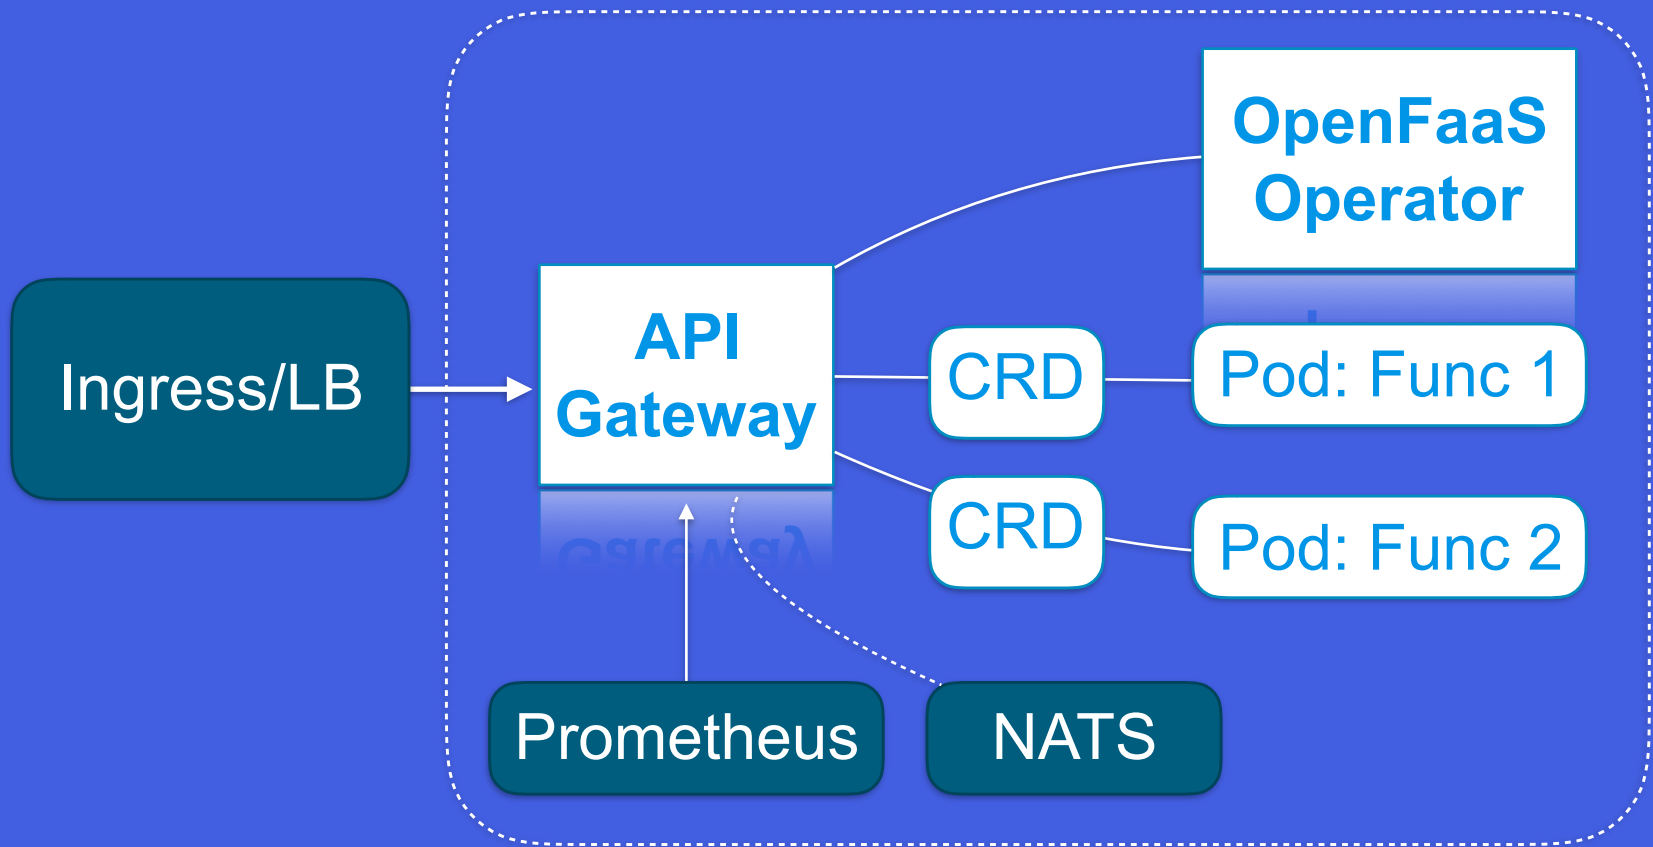 OpenFaaS
Operator
Ingress/LB
API
Gateway
CRD
Pod: Func 1
CRD
Pod: Func 2
Prometheus
NATS